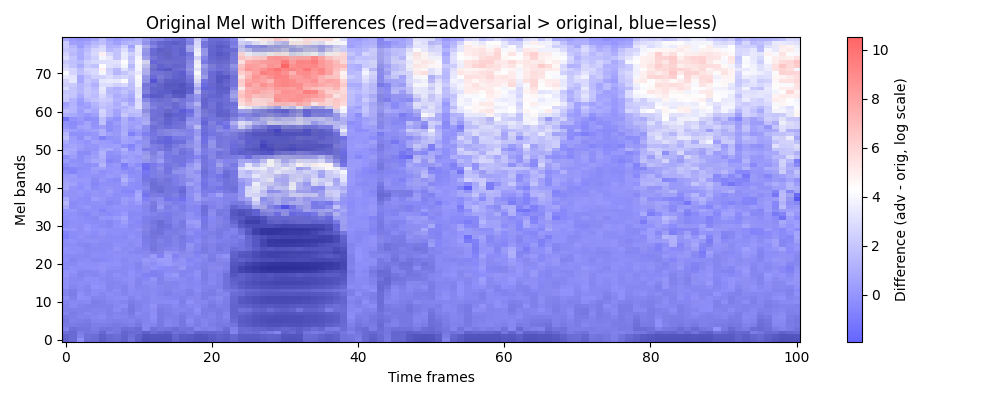 Original Mel with Differences (red=adversarial > original, blue=less)
Mel bands
70
60
50
40
30
20
10
0
0 20 40 60 80 100
Time frames
10
8
6
4
2
0
Difference (adv - orig, log scale)